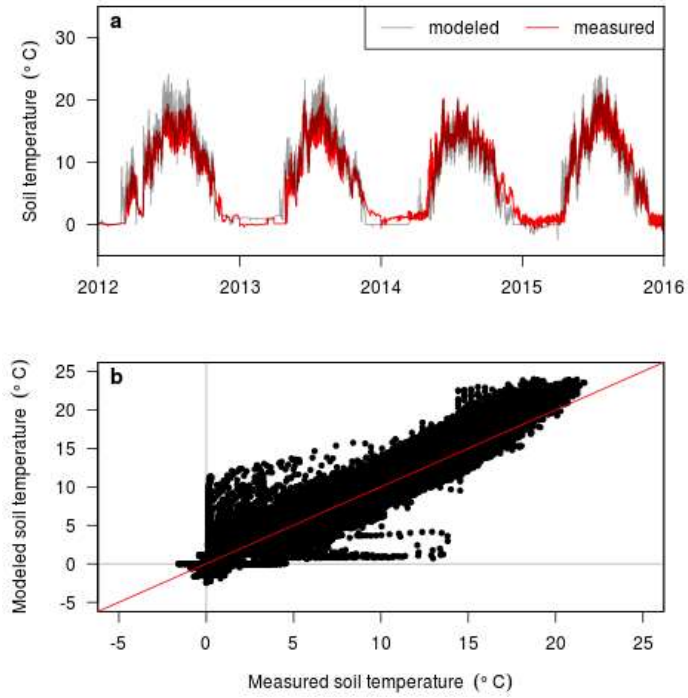 a
modeled
measured
Soil temperature (° C)
30
20
10
0
2012 2013 2014 2015 2016
b
Modeled soil temperature (° C)
25
20
15
10
5
0
-5
-5 0 5 10 15 20 25
Measured soil temperature (° C)